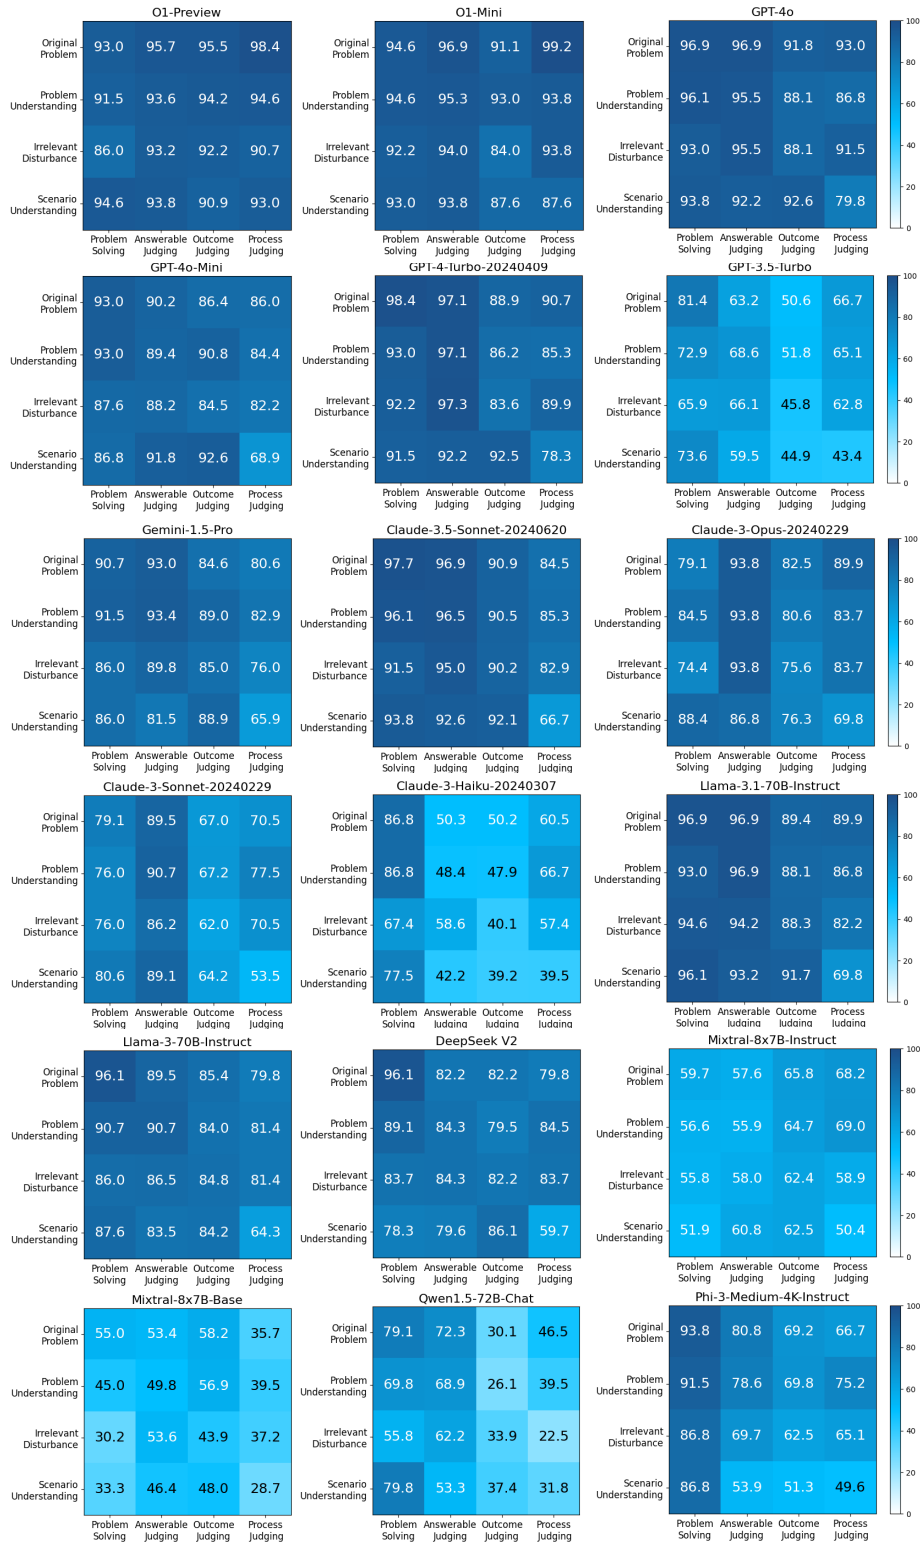 O1-Preview
Original
Problem
93.0 95.7 95.5 98.4
Problem
Understanding
91.5 93.6 94.2 94.6
Irrelevant
Disturbance
86.0 93.2 92.2 90.7
Scenario
Understanding
94.6 93.8 90.9 93.0
Problem Answerable Outcome Process
Solving Judging Judging Judging
O1-Mini
Original
Problem
94.6 96.9 91.1 99.2
Problem
Understanding
94.6 95.3 93.0 93.8
Irrelevant
Disturbance
92.2 94.0 84.0 93.8
Scenario
Understanding
93.0 93.8 87.6 87.6
Problem Answerable Outcome Process
Solving Judging Judging Judging
GPT-4o
Original
Problem
96.9 96.9 91.8 93.0
Problem
Understanding
96.1 95.5 88.1 86.8
Irrelevant
Disturbance
93.0 95.5 88.1 91.5
Scenario
Understanding
93.8 92.2 92.6 79.8
Problem Answerable Outcome Process
Solving Judging Judging Judging
100
80
60
40
20
0
GPT-4o-Mini
Original
Problem
93.0 90.2 86.4 86.0
Problem
Understanding
93.0 89.4 90.8 84.4
Irrelevant
Disturbance
87.6 88.2 84.5 82.2
Scenario
Understanding
86.8 91.8 92.6 68.9
Problem Answerable Outcome Process
Solving Judging Judging Judging
GPT-4-Turbo-20240409
Original
Problem
98.4 97.1 88.9 90.7
Problem
Understanding
93.0 97.1 86.2 85.3
Irrelevant
Disturbance
92.2 97.3 83.6 89.9
Scenario
Understanding
91.5 92.2 92.5 78.3
Problem Answerable Outcome Process
Solving Judging Judging Judging
GPT-3.5-Turbo
Original
Problem
81.4 63.2 50.6 66.7
Problem
Understanding
72.9 68.6 51.8 65.1
Irrelevant
Disturbance
65.9 66.1 45.8 62.8
Scenario
Understanding
73.6 59.5 44.9 43.4
Problem Answerable Outcome Process
Solving Judging Judging Judging
100
80
60
40
20
0
Gemini-1.5-Pro
Original
Problem
90.7 93.0 84.6 80.6
Problem
Understanding
91.5 93.4 89.0 82.9
Irrelevant
Disturbance
86.0 89.8 85.0 76.0
Scenario
Understanding
86.0 81.5 88.9 65.9
Problem Answerable Outcome Process
Solving Judging Judging Judging
Claude-3.5-Sonnet-20240620
Original
Problem
97.7 96.9 90.9 84.5
Problem
Understanding
96.1 96.5 90.5 85.3
Irrelevant
Disturbance
91.5 95.0 90.2 82.9
Scenario
Understanding
93.8 92.6 92.1 66.7
Problem Answerable Outcome Process
Solving Judging Judging Judging
Claude-3-Opus-20240229
Original
Problem
79.1 93.8 82.5 89.9
Problem
Understanding
84.5 93.8 80.6 83.7
Irrelevant
Disturbance
74.4 93.8 75.6 83.7
Scenario
Understanding
88.4 86.8 76.3 69.8
Problem Answerable Outcome Process
Solving Judging Judging Judging
100
80
60
40
20
0
Claude-3-Sonnet-20240229
Original
Problem
79.1 89.5 67.0 70.5
Problem
Understanding
76.0 90.7 67.2 77.5
Irrelevant
Disturbance
76.0 86.2 62.0 70.5
Scenario
Understanding
80.6 89.1 64.2 53.5
Problem Answerable Outcome Process
Solving Judging Judging Judging
Claude-3-Haiku-20240307
Original
Problem
86.8 50.3 50.2 60.5
Problem
Understanding
86.8 48.4 47.9 66.7
Irrelevant
Disturbance
67.4 58.6 40.1 57.4
Scenario
Understanding
77.5 42.2 39.2 39.5
Problem Answerable Outcome Process
Solving Judging Judging Judging
Llama-3.1-70B-Instruct
Original
Problem
96.9 96.9 89.4 89.9
Problem
Understanding
93.0 96.9 88.1 86.8
Irrelevant
Disturbance
94.6 94.2 88.3 82.2
Scenario
Understanding
96.1 93.2 91.7 69.8
Problem Answerable Outcome Process
Solving Judging Judging Judging
100
80
60
40
20
0
Llama-3-70B-Instruct
Original
Problem
96.1 89.5 85.4 79.8
Problem
Understanding
90.7 90.7 84.0 81.4
Irrelevant
Disturbance
86.0 86.5 84.8 81.4
Scenario
Understanding
87.6 83.5 84.2 64.3
Problem Answerable Outcome Process
Solving Judging Judging Judging
DeepSeek V2
Original
Problem
96.1 82.2 82.2 79.8
Problem
Understanding
89.1 84.3 79.5 84.5
Irrelevant
Disturbance
83.7 84.3 82.2 83.7
Scenario
Understanding
78.3 79.6 86.1 59.7
Problem Answerable Outcome Process
Solving Judging Judging Judging
Mixtral-8x7B-Instruct
Original
Problem
59.7 57.6 65.8 68.2
Problem
Understanding
56.6 55.9 64.7 69.0
Irrelevant
Disturbance
55.8 58.0 62.4 58.9
Scenario
Understanding
51.9 60.8 62.5 50.4
Problem Answerable Outcome Process
Solving Judging Judging Judging
100
80
60
40
20
0
Mixtral-8x7B-Base
Original
Problem
55.0 53.4 58.2 35.7
Problem
Understanding
45.0 49.8 56.9 39.5
Irrelevant
Disturbance
30.2 53.6 43.9 37.2
Scenario
Understanding
33.3 46.4 48.0 28.7
Problem Answerable Outcome Process
Solving Judging Judging Judging
Qwen1.5-72B-Chat
Original
Problem
79.1 72.3 30.1 46.5
Problem
Understanding
69.8 68.9 26.1 39.5
Irrelevant
Disturbance
55.8 62.2 33.9 22.5
Scenario
Understanding
79.8 53.3 37.4 31.8
Problem Answerable Outcome Process
Solving Judging Judging Judging
Phi-3-Medium-4K-Instruct
Original
Problem
93.8 80.8 69.2 66.7
Problem
Understanding
91.5 78.6 69.8 75.2
Irrelevant
Disturbance
86.8 69.7 62.5 65.1
Scenario
Understanding
86.8 53.9 51.3 49.6
Problem Answerable Outcome Process
Solving Judging Judging Judging
100
80
60
40
20
0